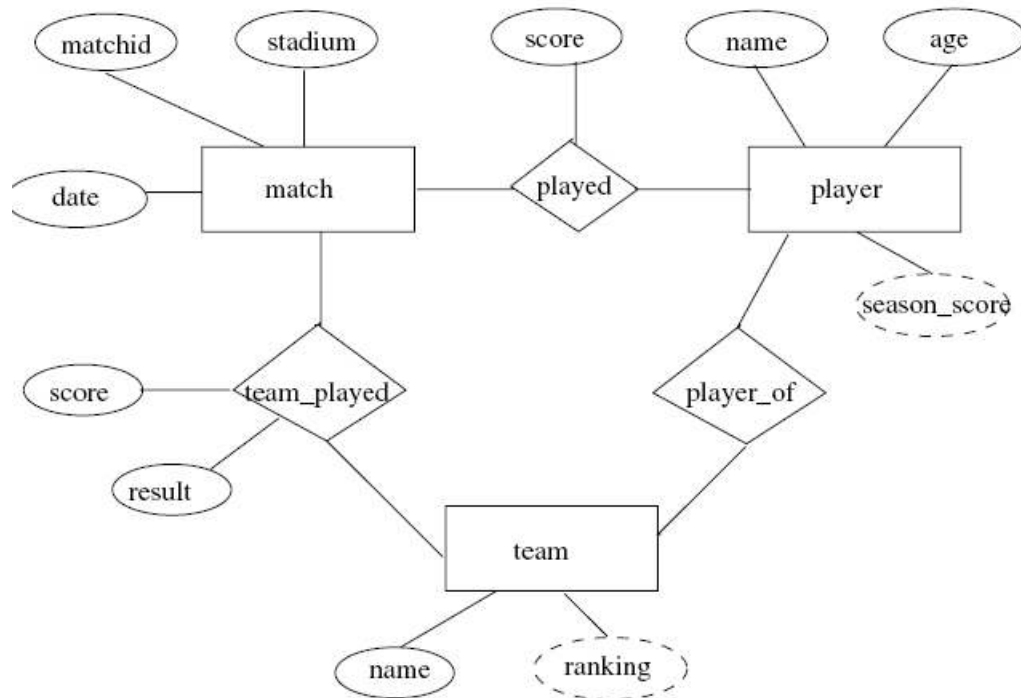 matchid
stadium
score
name
age
date
match
played
player
season_score
score
team_played
player_of
result
team
name
ranking